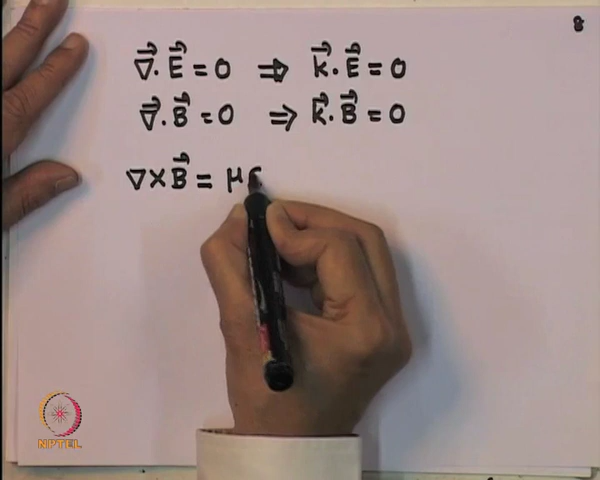 8
∇⃗ . E⃗ = 0 ⇒ K⃗ . E⃗ = 0
∇⃗ . B⃗ = 0 ⇒ K⃗ . B⃗ = 0
∇ × B⃗ = μ
NPTEL